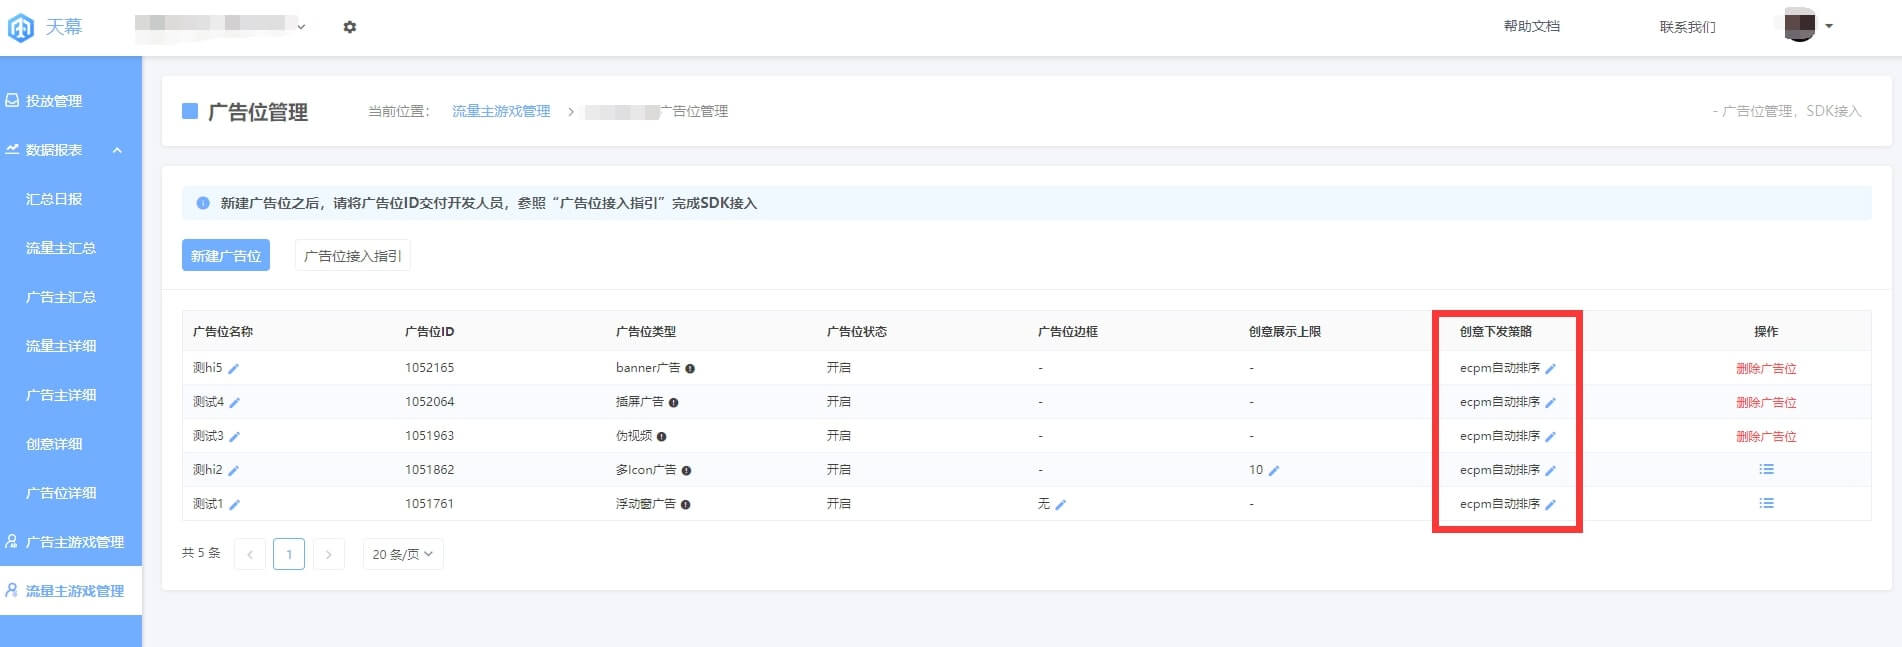 天幕
帮助文档
联系我们
投放管理
数据报表
汇总日报
流量主汇总
广告主汇总
流量主详细
广告主详细
创意详细
广告位详细
广告主游戏管理
流量主游戏管理
广告位管理
当前位置： 流量主游戏管理 > 广告位管理
- 广告位管理，SDK接入
新建广告位之后，请将广告位ID交付开发人员，参照“广告位接入指引”完成SDK接入
新建广告位 广告位接入指引
广告位名称 广告位ID 广告位类型 广告位状态 广告位边框 创意展示上限 创意下发策略 操作
测hi5 1052165 banner广告 开启 - - ecpm自动排序 删除广告位
测试4 1052064 插屏广告 开启 - - ecpm自动排序 删除广告位
测试3 1051963 伪视频 开启 - - ecpm自动排序 删除广告位
测hi2 1051862 多Icon广告 开启 - 10 ecpm自动排序
测试1 1051761 浮动窗广告 开启 无 - ecpm自动排序
共 5 条 < 1 > 20 条/页